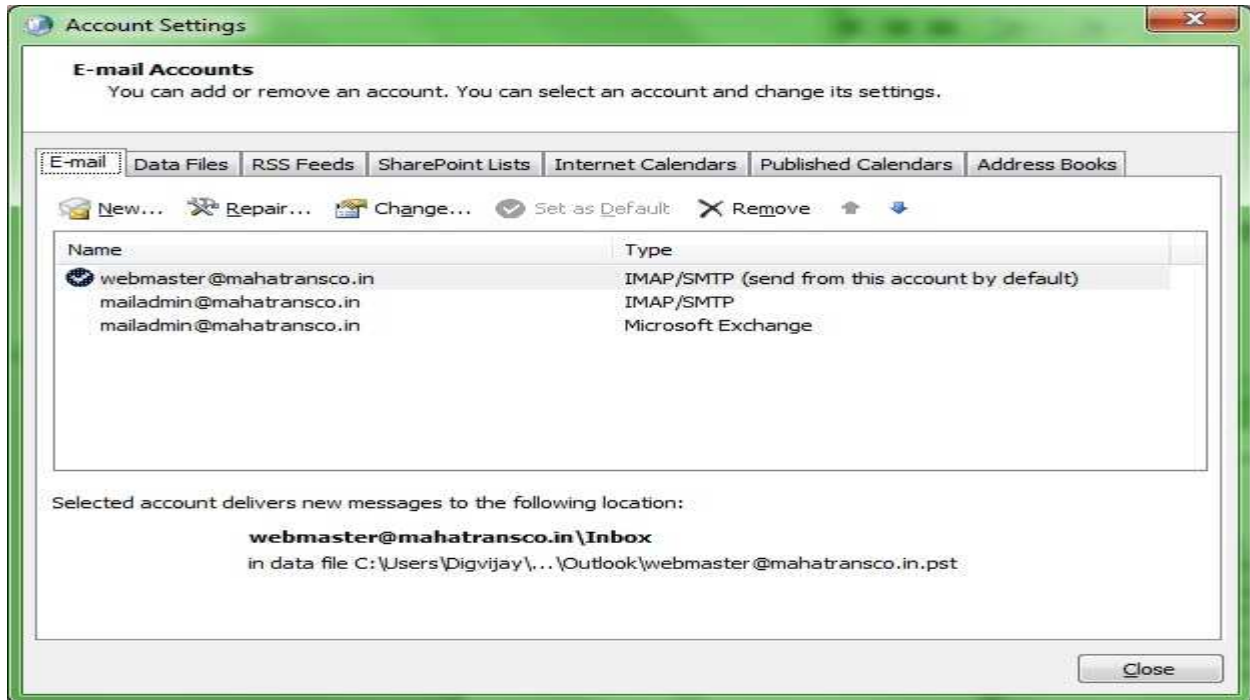 Account Settings
E-mail Accounts
You can add or remove an account. You can select an account and change its settings.
E-mail Data Files RSS Feeds SharePoint Lists Internet Calendars Published Calendars Address Books
New... Repair... Change... Set as Default Remove
Name Type
webmaster@mahatransco.in IMAP/SMTP (send from this account by default)
mailadmin@mahatransco.in IMAP/SMTP
mailadmin@mahatransco.in Microsoft Exchange
Selected account delivers new messages to the following location:
webmaster@mahatransco.in\Inbox
in data file C:\Users\Digvijay\...\Outlook\webmaster@mahatransco.in.pst
Close